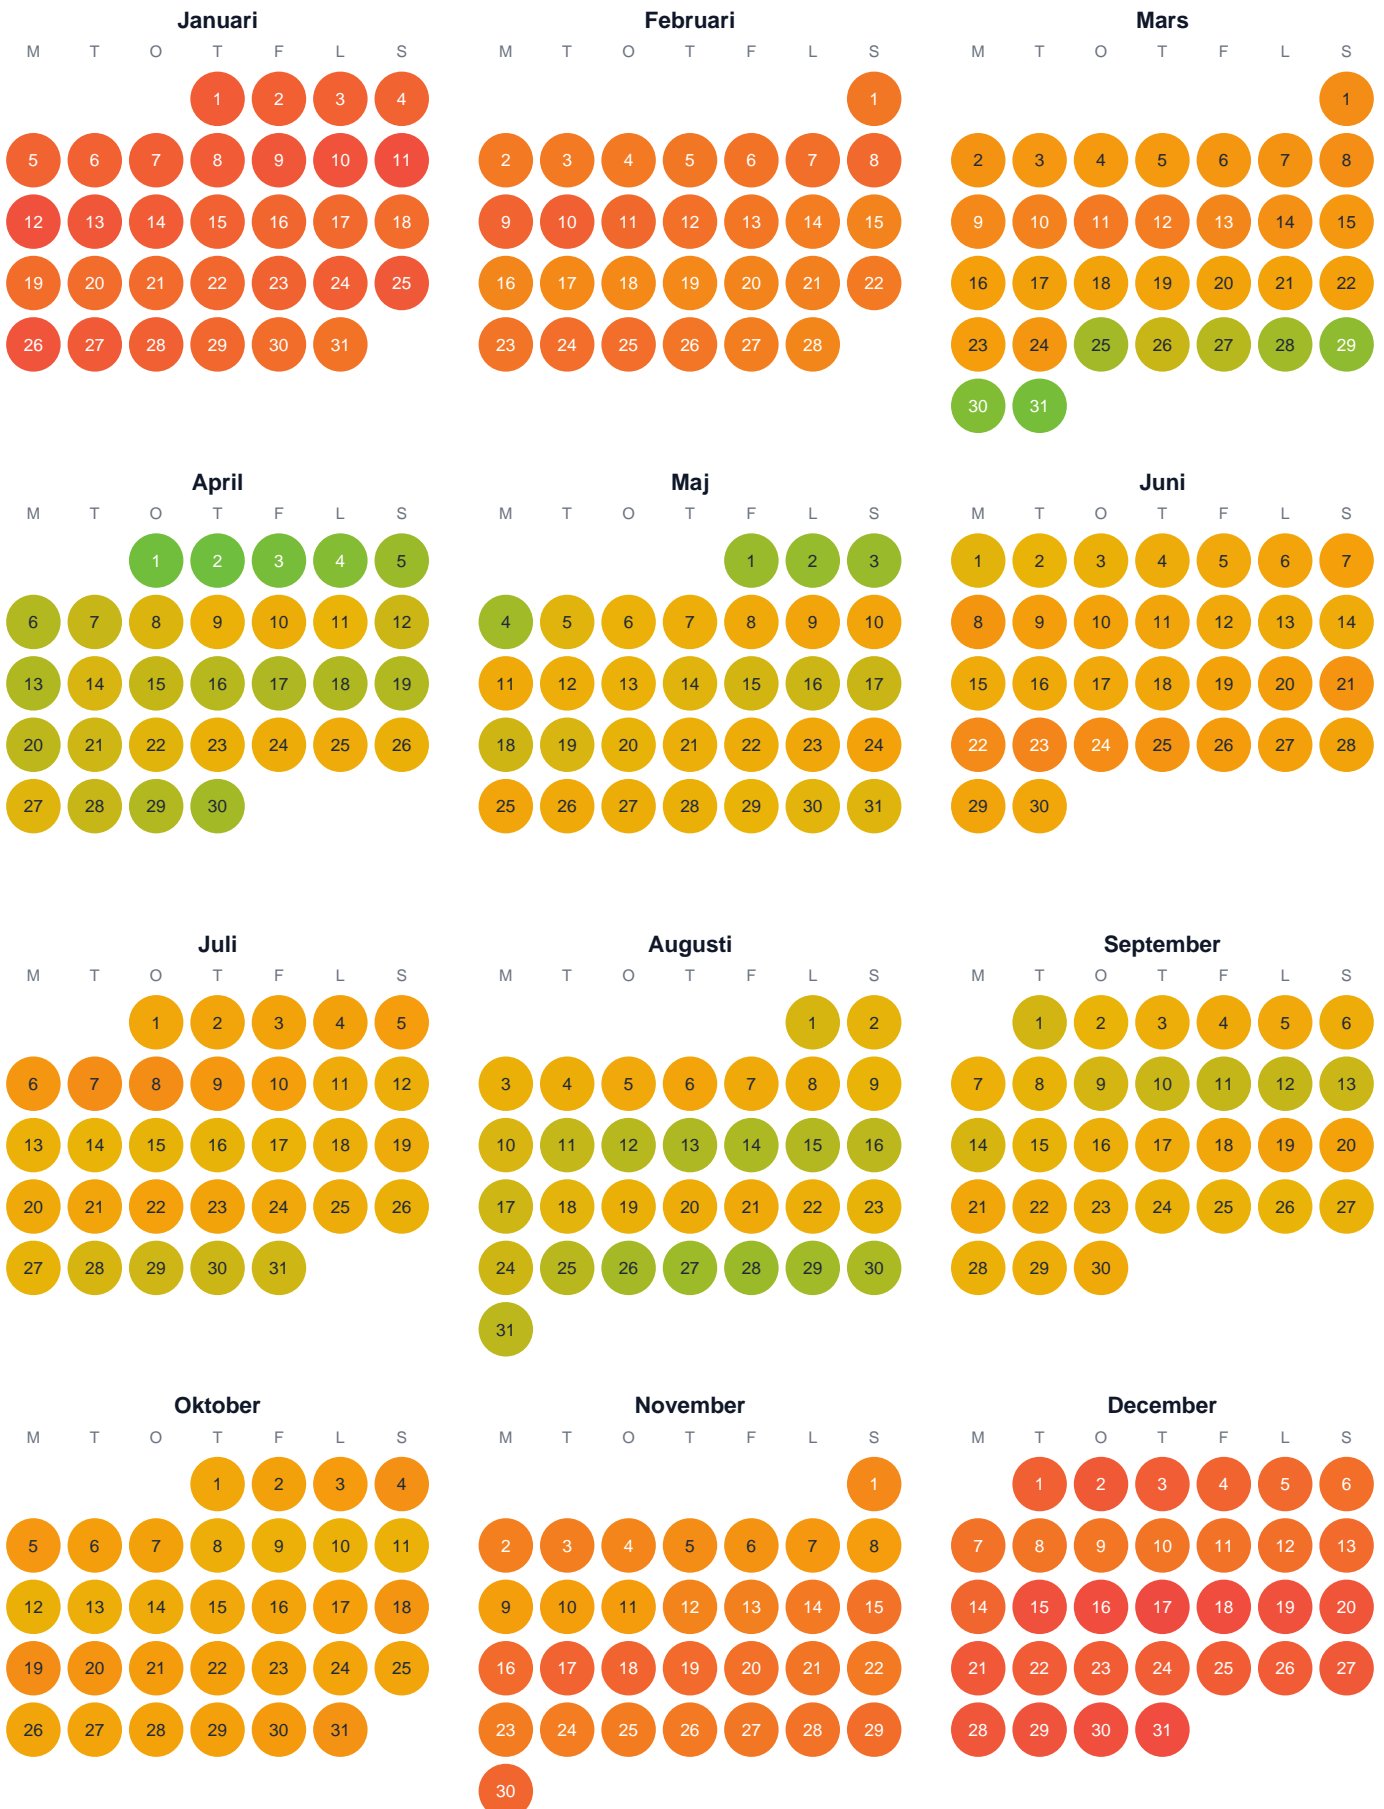 Januari Februari Mars
M T O T F L S M T O T F L S M T O T F L S
1 2 3 4 1 1
5 6 7 8 9 10 11 2 3 4 5 6 7 8 2 3 4 5 6 7 8
12 13 14 15 16 17 18 9 10 11 12 13 14 15 9 10 11 12 13 14 15
19 20 21 22 23 24 25 16 17 18 19 20 21 22 16 17 18 19 20 21 22
26 27 28 29 30 31 23 24 25 26 27 28 23 24 25 26 27 28 29
30 31
April Maj Juni
M T O T F L S M T O T F L S M T O T F L S
1 2 3 4 5 1 2 3 1 2 3 4 5 6 7
6 7 8 9 10 11 12 4 5 6 7 8 9 10 8 9 10 11 12 13 14
13 14 15 16 17 18 19 11 12 13 14 15 16 17 15 16 17 18 19 20 21
20 21 22 23 24 25 26 18 19 20 21 22 23 24 22 23 24 25 26 27 28
27 28 29 30 25 26 27 28 29 30 31 29 30
Juli Augusti September
M T O T F L S M T O T F L S M T O T F L S
1 2 3 4 5 1 2 1 2 3 4 5 6
6 7 8 9 10 11 12 3 4 5 6 7 8 9 7 8 9 10 11 12 13
13 14 15 16 17 18 19 10 11 12 13 14 15 16 14 15 16 17 18 19 20
20 21 22 23 24 25 26 17 18 19 20 21 22 23 21 22 23 24 25 26 27
27 28 29 30 31 24 25 26 27 28 29 30 28 29 30
31
Oktober November December
M T O T F L S M T O T F L S M T O T F L S
1 2 3 4 1 1 2 3 4 5 6
5 6 7 8 9 10 11 2 3 4 5 6 7 8 7 8 9 10 11 12 13
12 13 14 15 16 17 18 9 10 11 12 13 14 15 14 15 16 17 18 19 20
19 20 21 22 23 24 25 16 17 18 19 20 21 22 21 22 23 24 25 26 27
26 27 28 29 30 31 23 24 25 26 27 28 29 28 29 30 31
30